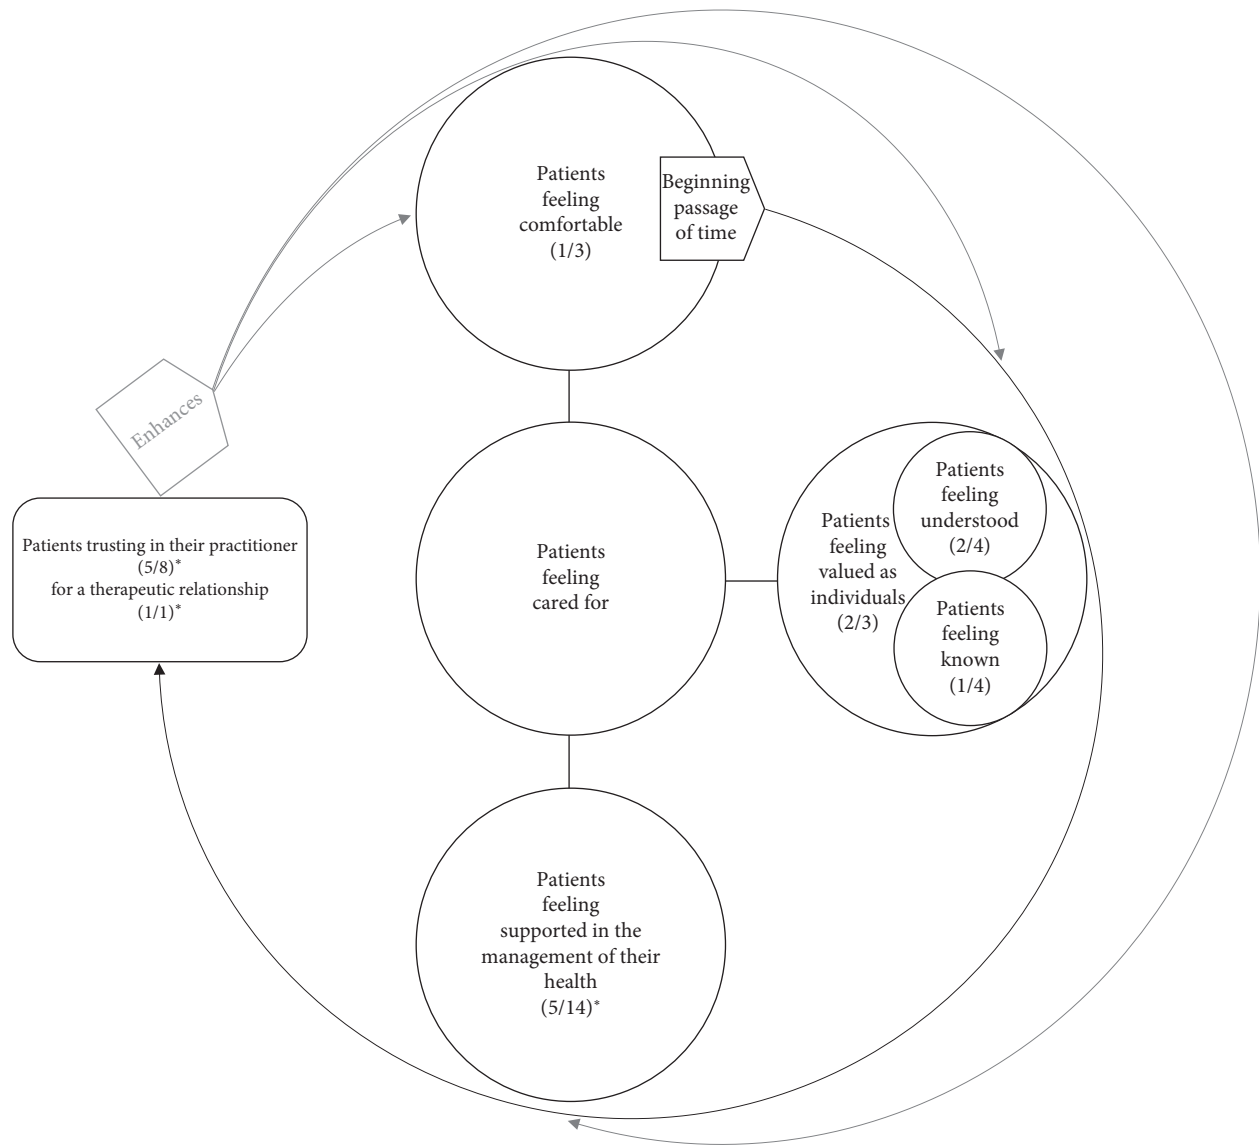 Patients
feeling
comfortable
(1/3)
Beginning
passage
of time
Enhances
Patients trusting in their practitioner
(5/8)*
for a therapeutic relationship
(1/1)*
Patients
feeling
cared for
Patients
feeling
valued as
individuals
(2/3)
Patients
feeling
understood
(2/4)
Patients
feeling
known
(1/4)
Patients
feeling
supported in the
management of their
health
(5/14)*